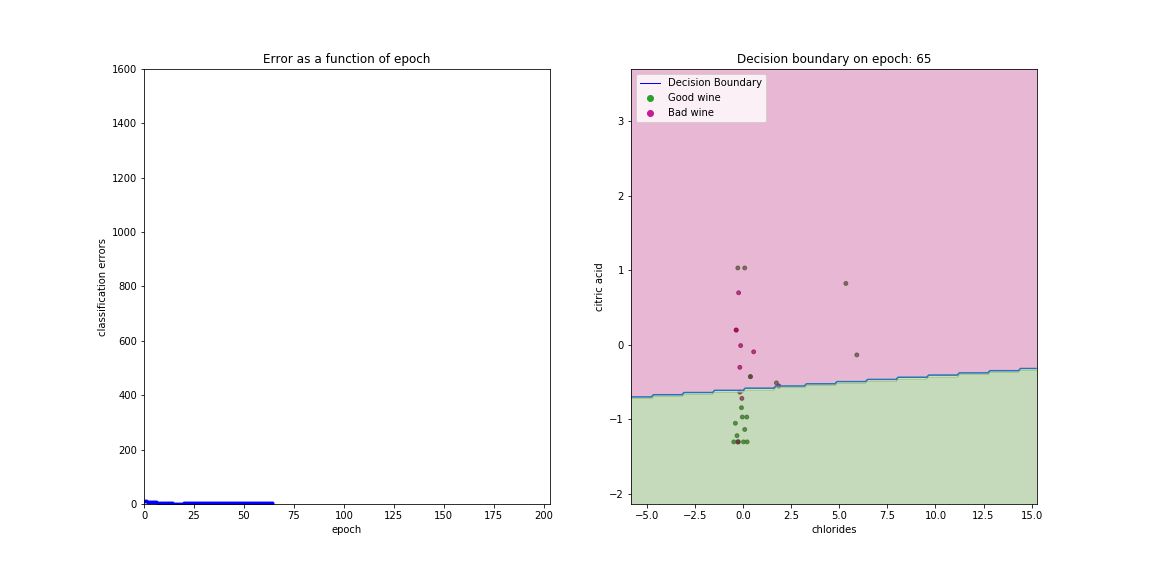 Error as a function of epoch
1600
1400
1200
1000
800
600
400
200
0
classification errors
0 25 50 75 100 125 150 175 200
epoch
Decision boundary on epoch: 65
Decision Boundary
Good wine
Bad wine
3
2
1
0
−1
−2
citric acid
−5.0 −2.5 0.0 2.5 5.0 7.5 10.0 12.5 15.0
chlorides